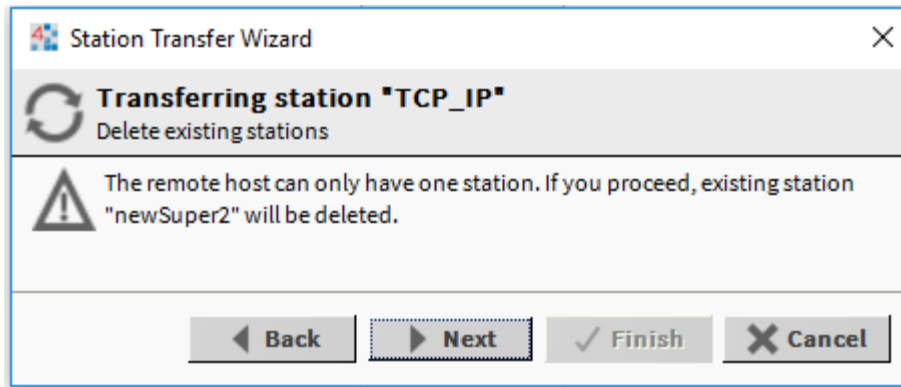 4
Station Transfer Wizard
Transferring station "TCP_IP"
Delete existing stations
The remote host can only have one station. If you proceed, existing station
"newSuper2" will be deleted.
Back Next Finish Cancel